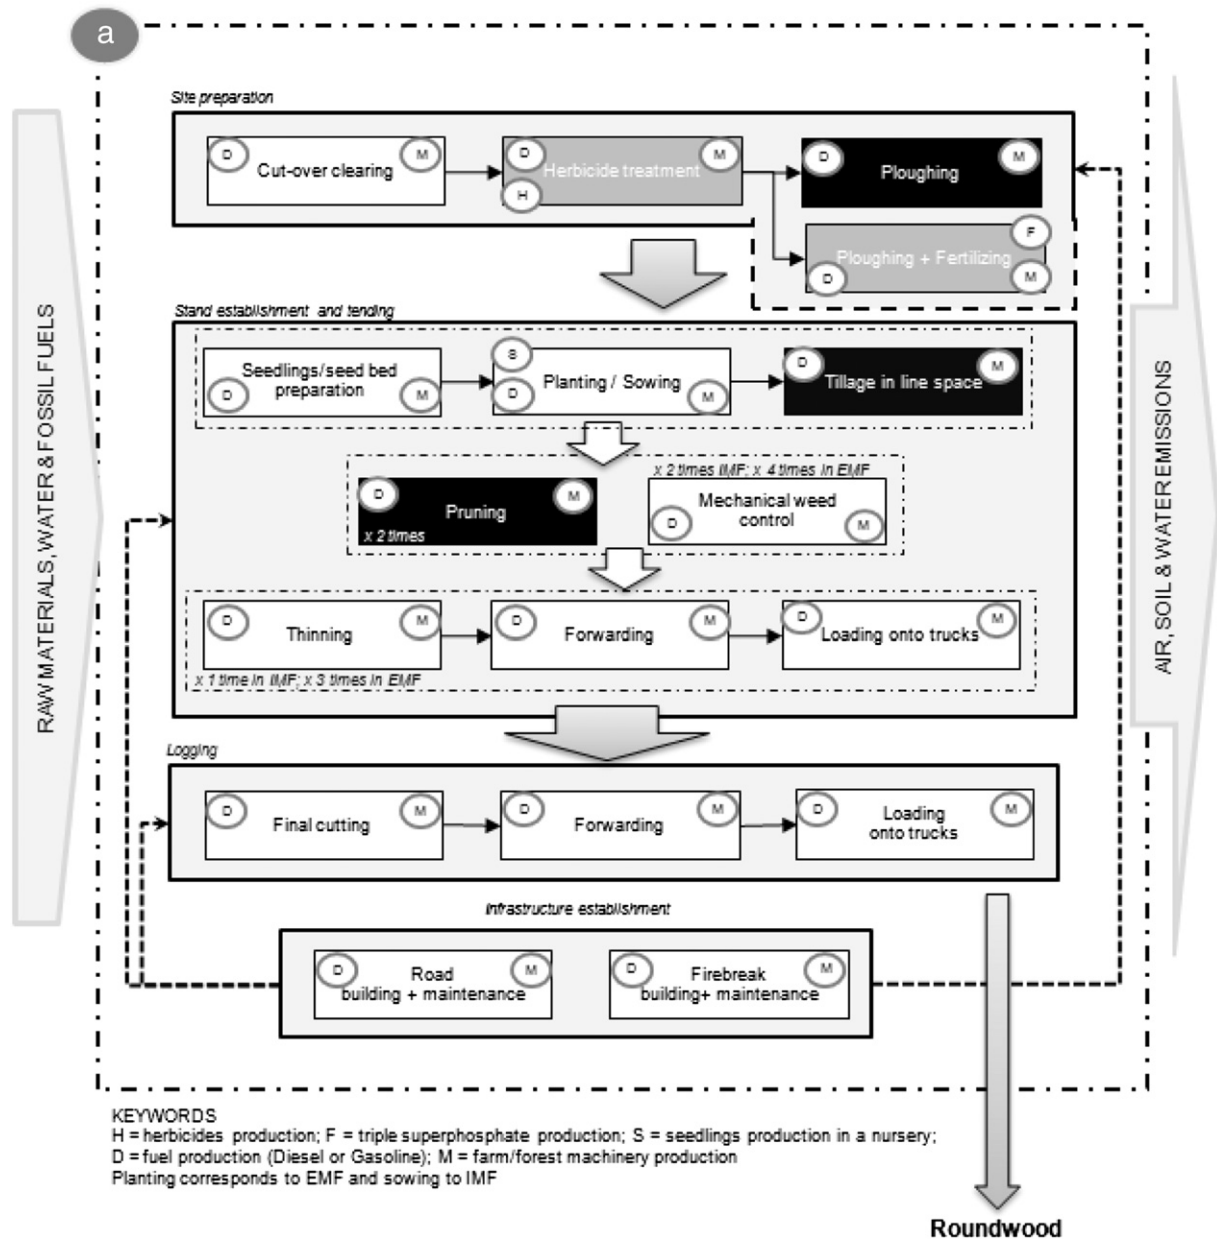 a
Site preparation
D
M
Cut-over clearing
D
M
H
Herbicide treatment
D
M
Ploughing
F
Ploughing + Fertilizing
D
M
Stand establishment and tending
Seedlings/seed bed
preparation
D
M
S
Planting / Sowing
D
M
D
M
Tillage in line space
x 2 times IMF; x 4 times in EMF
D
M
Pruning
x 2 times
Mechanical weed
control
D
M
D
M
Thinning
D
M
Forwarding
D
M
Loading onto trucks
x 1 time in IMF; x 3 times in EMF
Logging
D
M
Final cutting
D
M
Forwarding
D
M
Loading
onto trucks
Infrastructure establishment
D
M
Road
building + maintenance
D
M
Firebreak
building+ maintenance
RAW MATERIALS, WATER & FOSSIL FUELS
AIR, SOIL & WATER EMISSIONS
KEYWORDS
H = herbicides production; F = triple superphosphate production; S = seedlings production in a nursery;
D = fuel production (Diesel or Gasoline); M = farm/forest machinery production
Planting corresponds to EMF and sowing to IMF
Roundwood